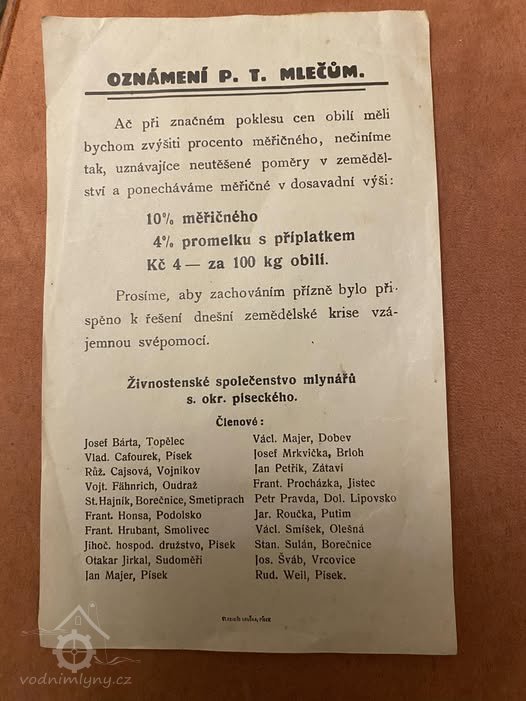 OZNÁMENÍ P. T. MLEČŮM.
Ač při značném poklesu cen obilí měli
bychom zvýšiti procento měřičného, nečiníme
tak, uznávajíce neutěšené poměry v zeměděl-
ství a ponecháváme měřičné v dosavadní výši:
10% měřičného
4% promelku s příplatkem
Kč 4 — za 100 kg obilí.
Prosíme, aby zachováním přízně bylo při-
spěno k řešení dnešní zemědělské krise vzá-
jemnou svépomocí.
Živnostenské společenstvo mlynářů
s. okr. píseckého.
Členové:
Josef Bárta, Topělec
Vlad. Cafourek, Písek
Růž. Cajsová, Vojníkov
Vojt. Fähnrich, Oudraž
St. Hajník, Borečnice, Smetiprach
Frant. Honsa, Podolsko
Frant. Hrubant, Smolivec
Jihoč. hospod. družstvo, Písek
Otakar Jirkal, Sudoměř
Jan Majer, Písek
Václ. Majer, Dobev
Josef Mrkvička, Brloh
Jan Petřík, Zátaví
Frant. Procházka, Jistec
Petr Pravda, Dol. Lipovsko
Jar. Roučka, Putim
Václ. Smíšek, Olešná
Stan. Sulán, Borečnice
Jos. Šváb, Vrcovice
Rud. Weil, Písek.
PÍSEK
vodnimlyny.cz